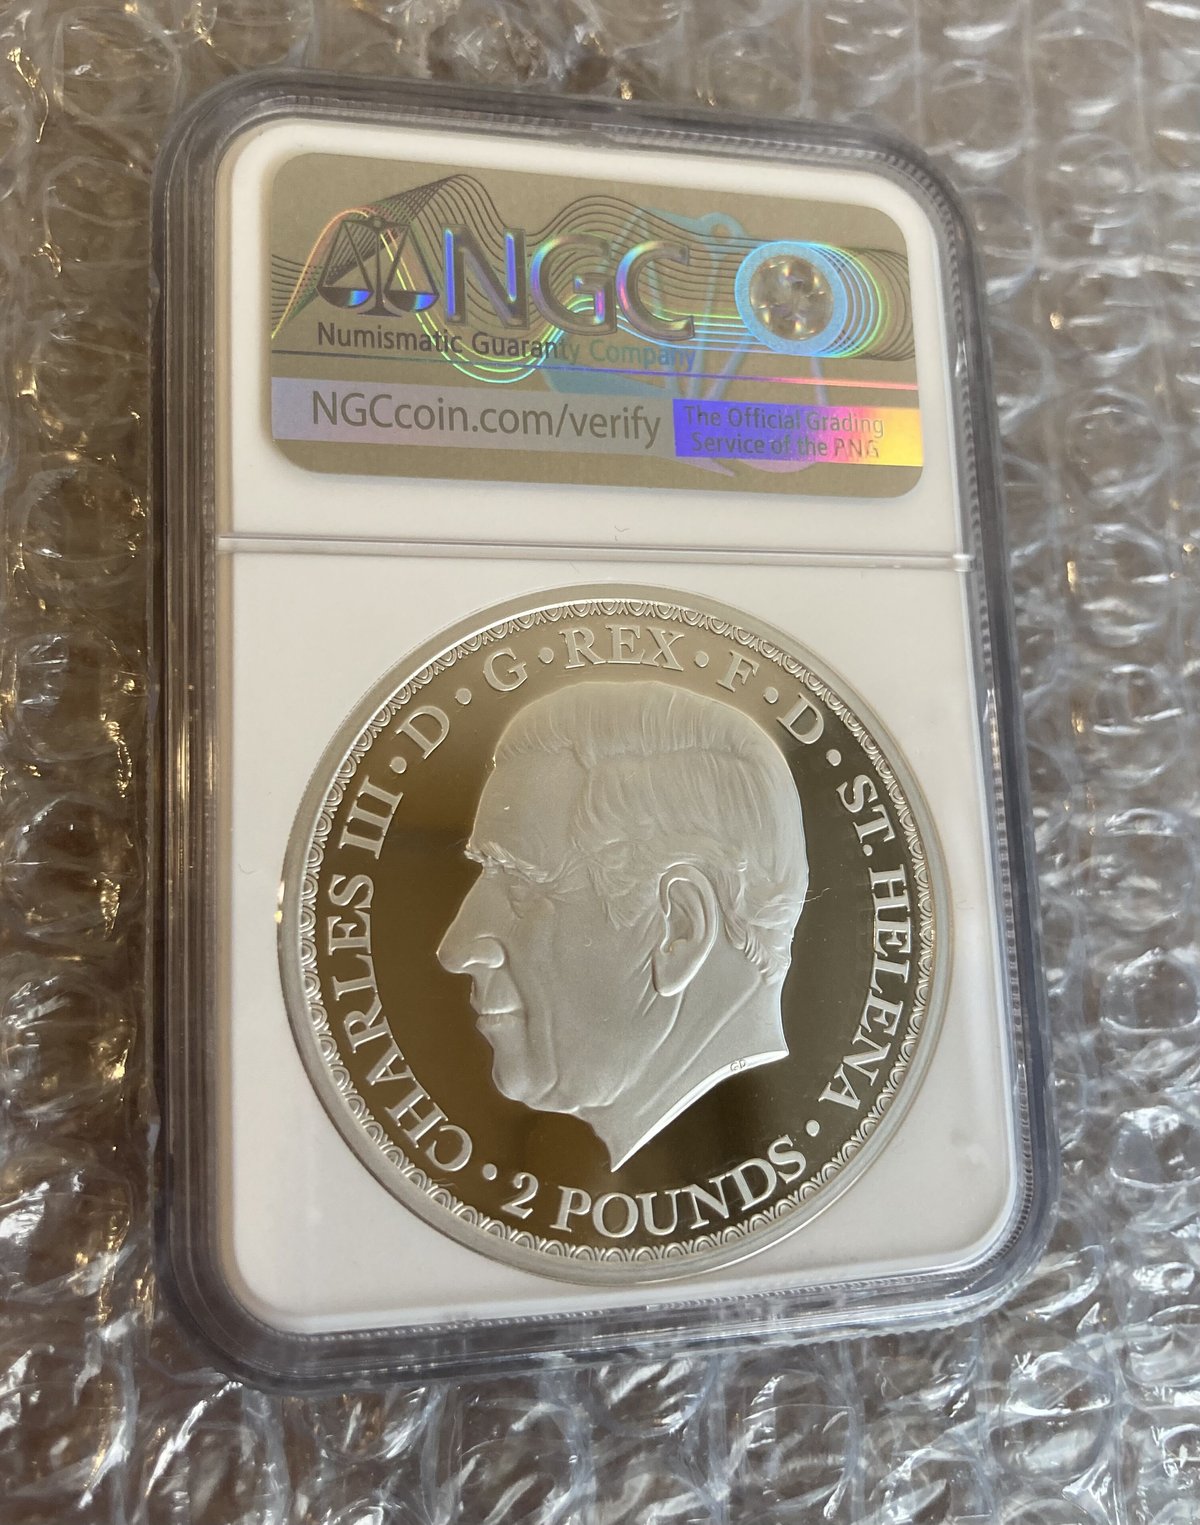 NGC
Numismatic Guaranty Company
NGCcoin.com/verify
The Official Grading
Service of the PNG
CHARLES III · D · G · REX · F · D · ST. HELENA ·
· 2 POUNDS
GP